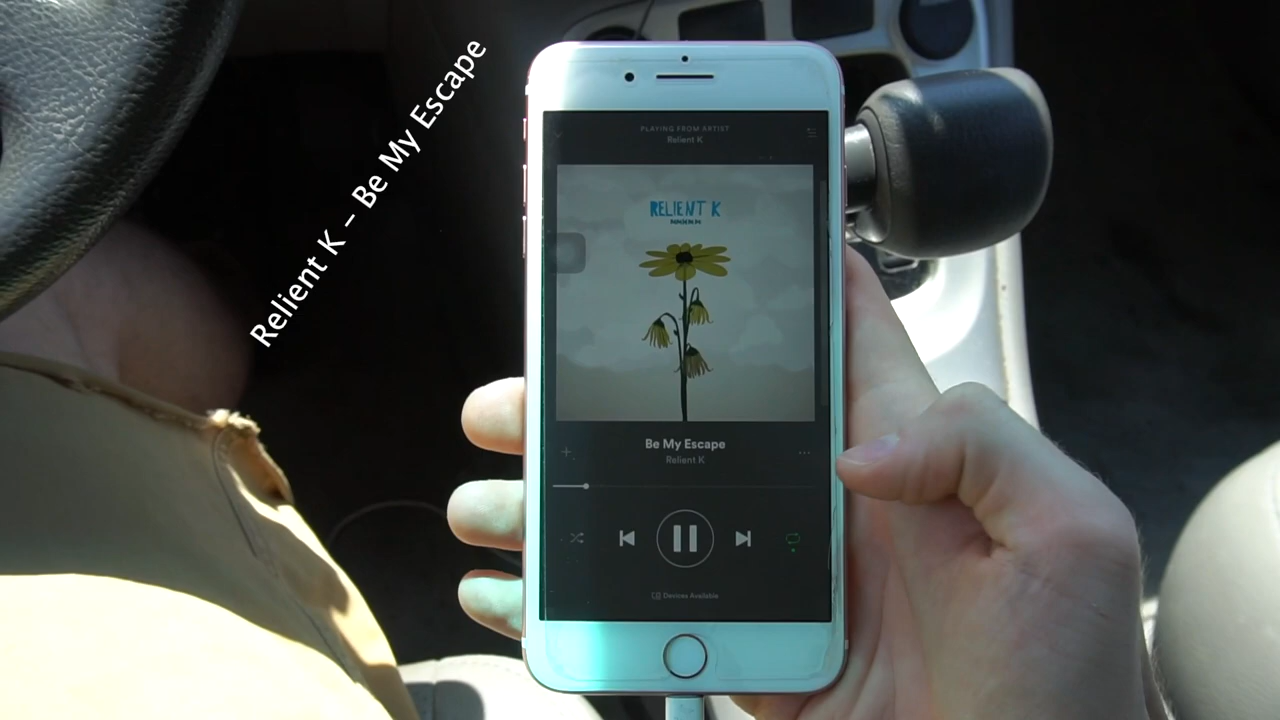 Relient K – Be My Escape
PLAYING FROM ARTIST
Relient K
RELIENT K
Be My Escape
Relient K
Devices Available